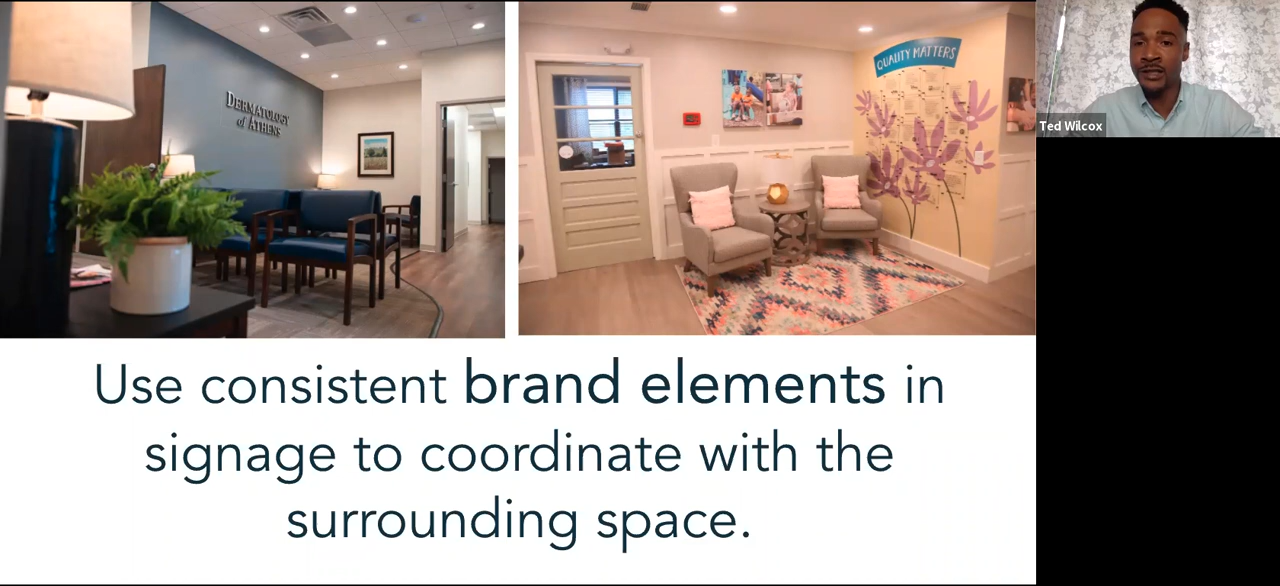 DERMATOLOGY
of ATHENS
QUALITY MATTERS
Ted Wilcox
Use consistent brand elements in
signage to coordinate with the
surrounding space.